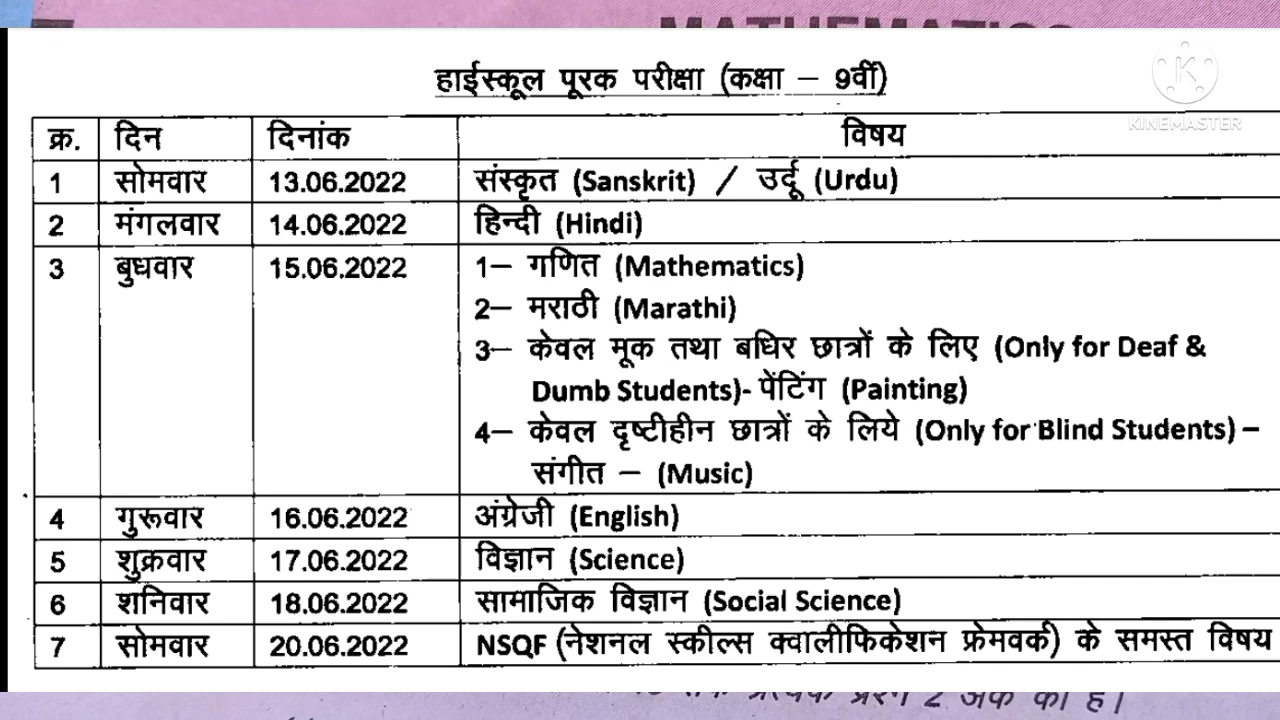 MATHEMATICS
हाईस्कूल पूरक परीक्षा (कक्षा – 9वीं)
KINEMASTER
क्र. दिन दिनांक विषय
1 सोमवार 13.06.2022 संस्कृत (Sanskrit) / उर्दू (Urdu)
2 मंगलवार 14.06.2022 हिन्दी (Hindi)
3 बुधवार 15.06.2022 1– गणित (Mathematics)
2– मराठी (Marathi)
3– केवल मूक तथा बधिर छात्रों के लिए (Only for Deaf &
Dumb Students)- पेंटिंग (Painting)
4– केवल दृष्टीहीन छात्रों के लिये (Only for Blind Students) –
संगीत – (Music)
4 गुरूवार 16.06.2022 अंग्रेजी (English)
5 शुक्रवार 17.06.2022 विज्ञान (Science)
6 शनिवार 18.06.2022 सामाजिक विज्ञान (Social Science)
7 सोमवार 20.06.2022 NSQF (नेशनल स्कील्स क्वालीफिकेशन फ्रेमवर्क) के समस्त विषय
प्रत्येक प्रश्न 2 अंक का है।